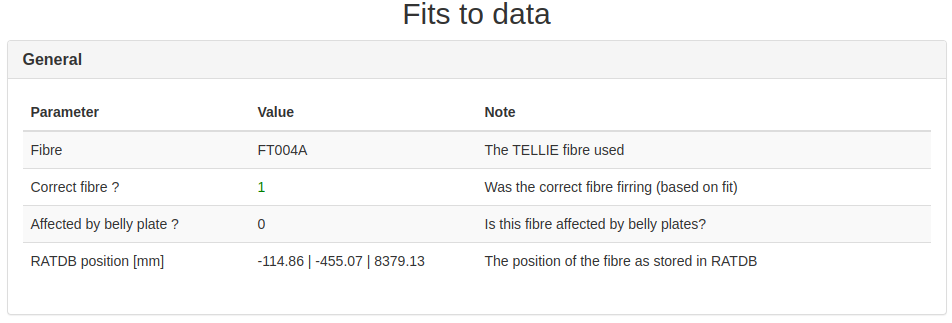 Fits to data
General
Parameter Value Note
Fibre FT004A The TELLIE fibre used
Correct fibre ? 1 Was the correct fibre firring (based on fit)
Affected by belly plate ? 0 Is this fibre affected by belly plates?
RATDB position [mm] -114.86 | -455.07 | 8379.13 The position of the fibre as stored in RATDB